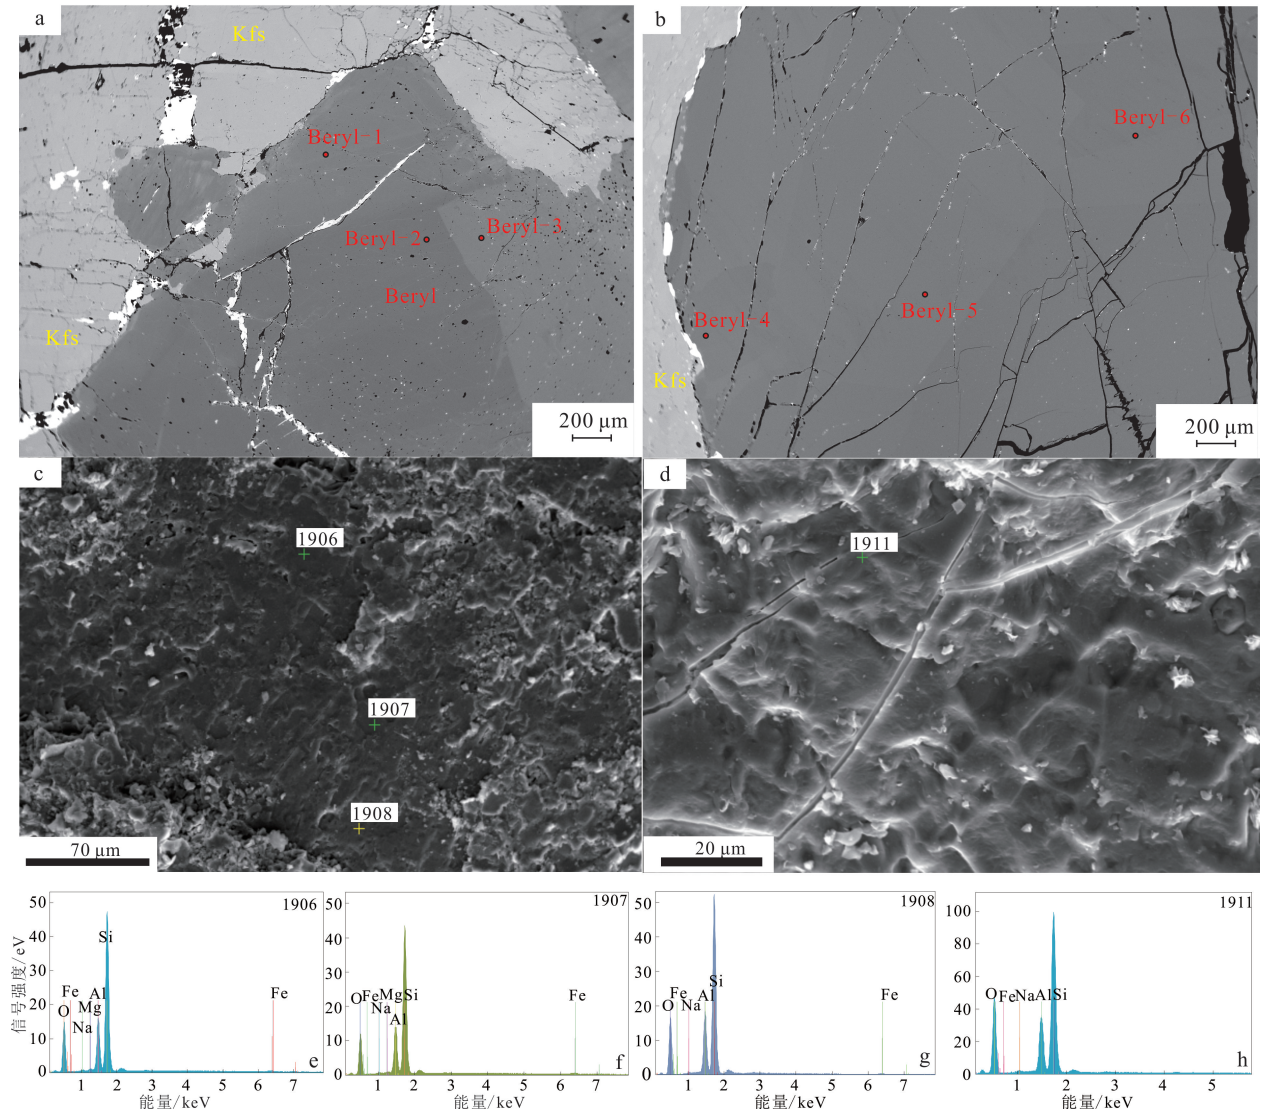 a
Kfs
Beryl-1
Beryl-2
Beryl-3
Beryl
Kfs
200 μm
b
Beryl-6
Beryl-5
Beryl-4
Kfs
200 μm
c
1906
1907
1908
70 μm
d
1911
20 μm
信号强度/eV
50
40
30
20
10
0
1906
Si
Fe
Al
O
Mg
Na
Fe
e
1 2 3 4 5 6 7
能量/keV
50
40
30
20
10
0
1907
O
Fe
Mg
Si
Na
Al
Fe
f
1 2 3 4 5 6 7
能量/keV
50
40
30
20
10
0
1908
Si
Fe
Al
O
Na
Fe
g
1 2 3 4 5 6 7
能量/keV
100
80
60
40
20
0
1911
O
Fe
Na
Al
Si
h
1 2 3 4 5
能量/keV